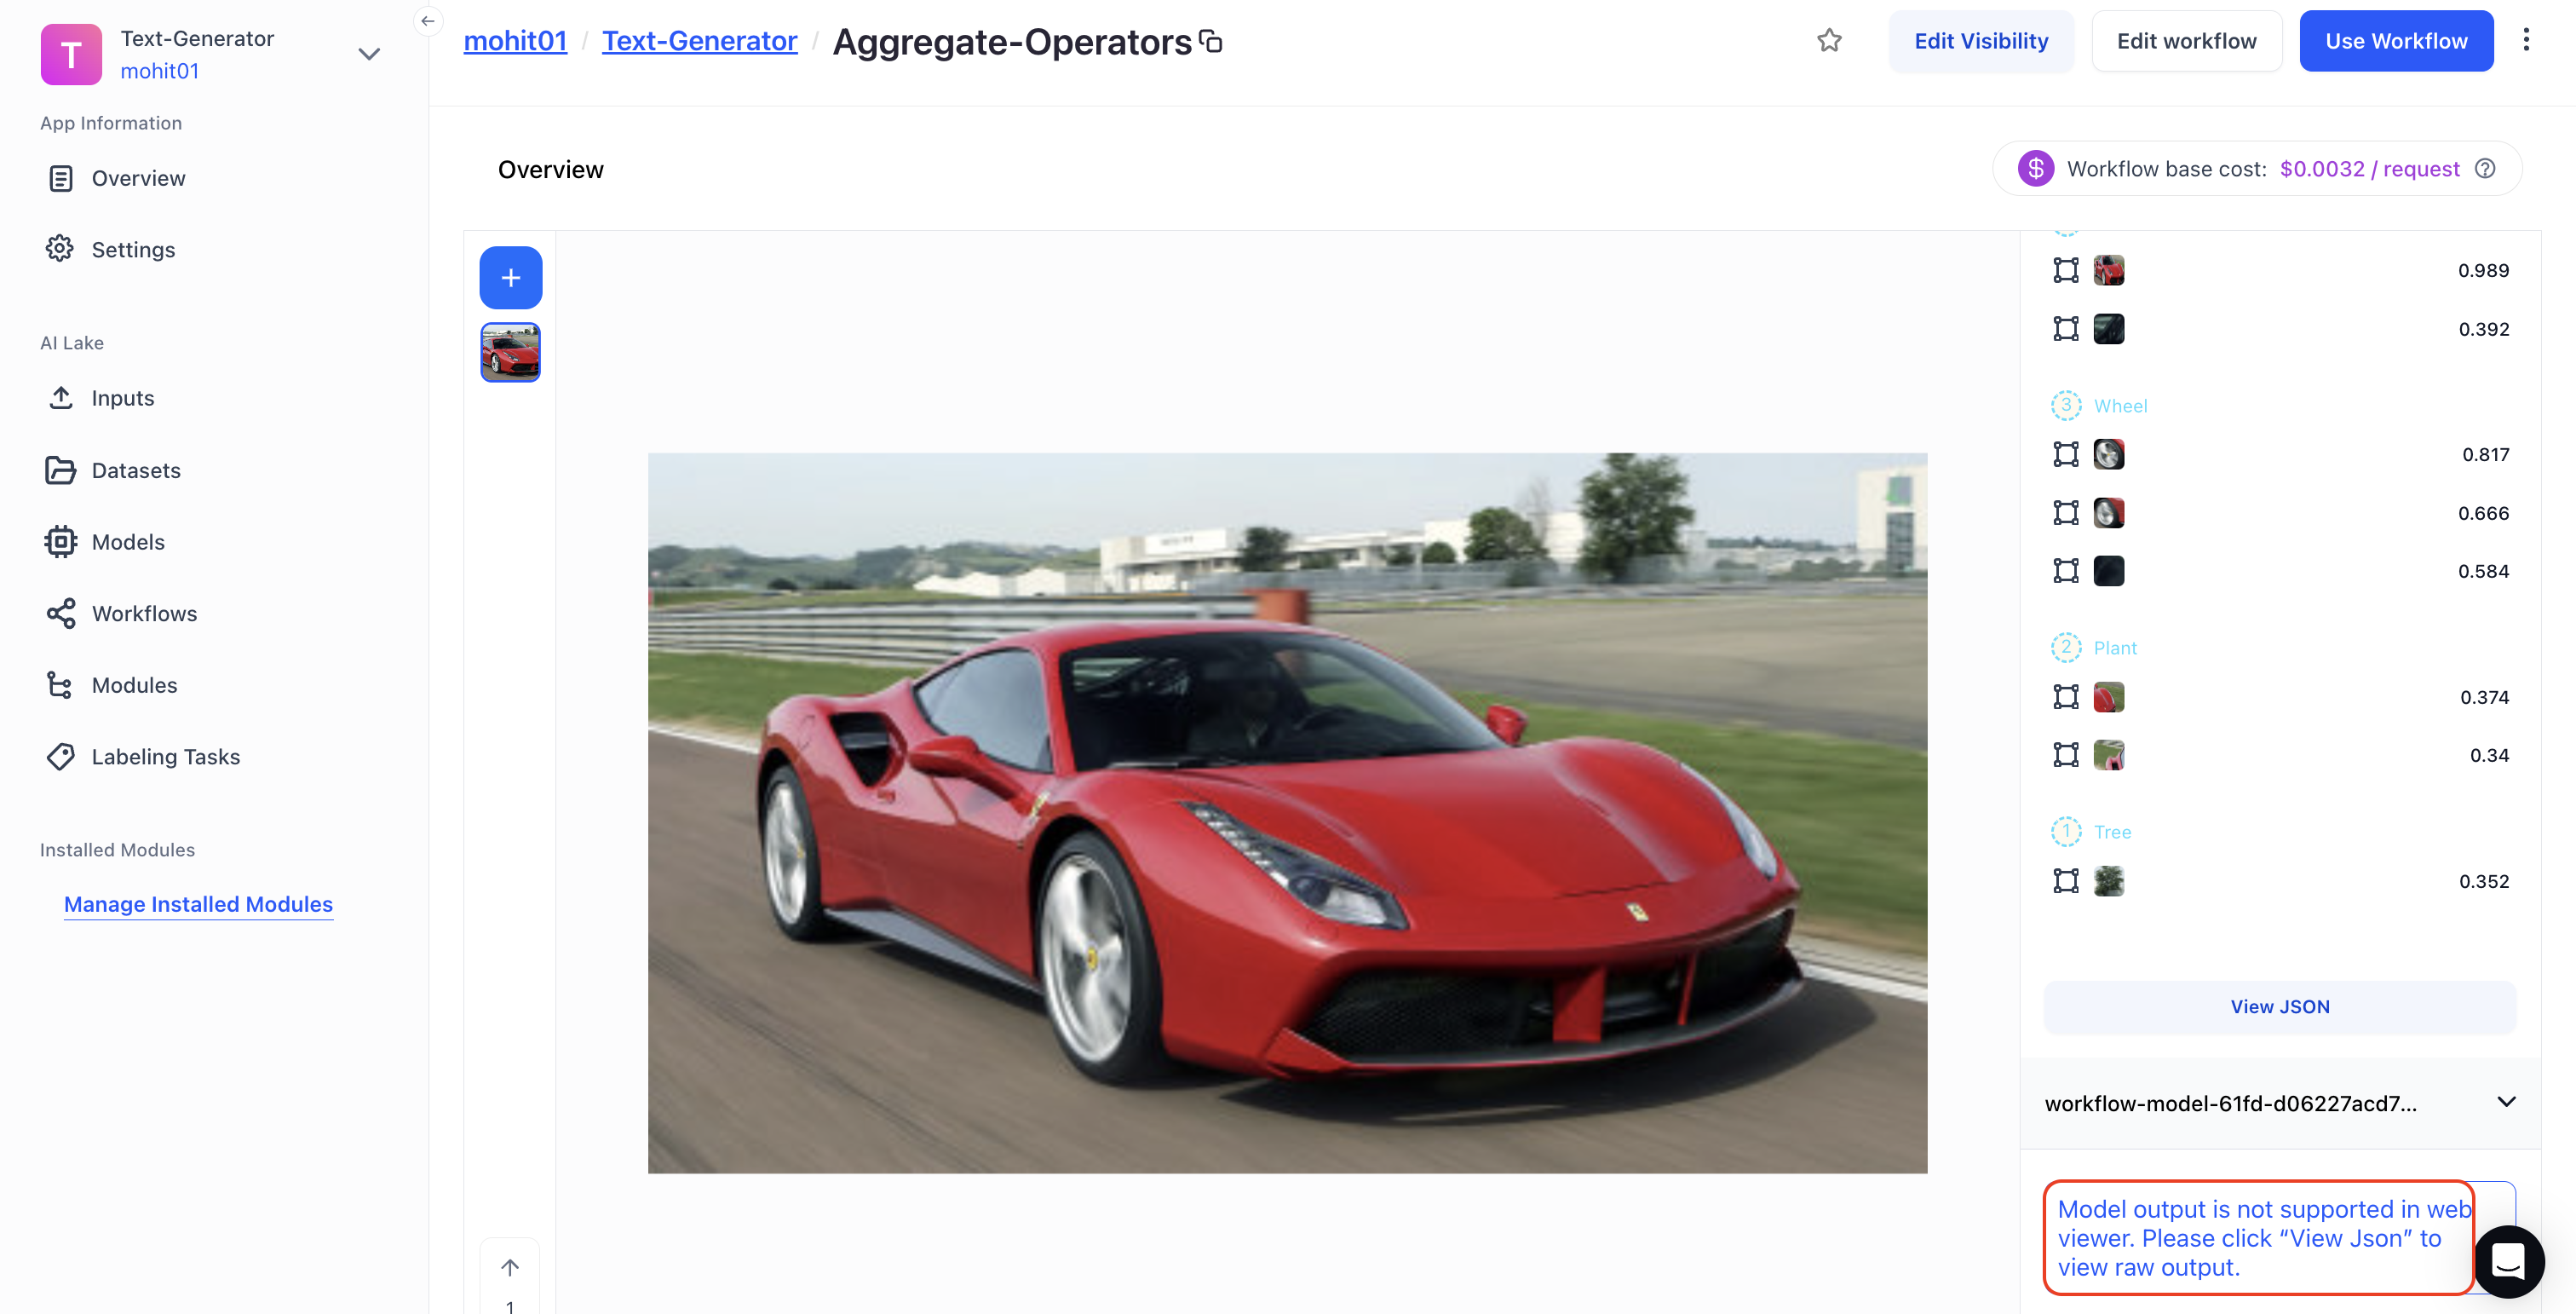 T
Text-Generator
mohit01
App Information
Overview
Settings
AI Lake
Inputs
Datasets
Models
Workflows
Modules
Labeling Tasks
Installed Modules
Manage Installed Modules
mohit01 / Text-Generator / Aggregate-Operators
Edit Visibility
Edit workflow
Use Workflow
Overview
$ Workflow base cost: $0.0032 / request ?
+
1
0.989
0.392
3 Wheel
0.817
0.666
0.584
2 Plant
0.374
0.34
1 Tree
0.352
View JSON
workflow-model-61fd-d06227acd7...
Model output is not supported in web
viewer. Please click “View Json” to
view raw output.